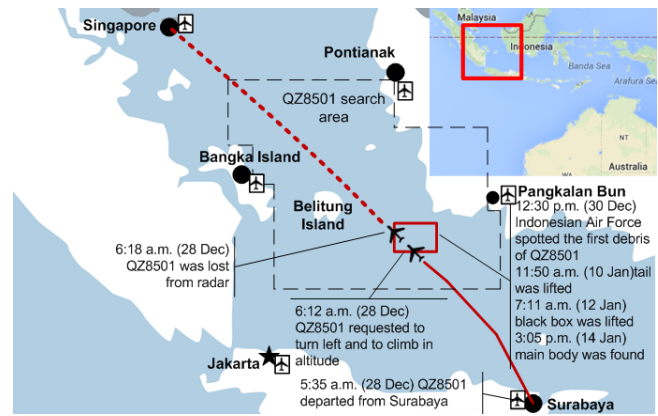 Singapore
Pontianak
QZ8501 search
area
Bangka Island
Belitung
Island
Malaysia
Indonesia
Banda Sea
Arafura Sea
NT
WA
Australia
Pangkalan Bun
12:30 p.m. (30 Dec)
Indonesian Air Force
spotted the first debris
of QZ8501
11:50 a.m. (10 Jan)tail
was lifted
7:11 a.m. (12 Jan)
black box was lifted
3:05 p.m. (14 Jan)
main body was found
6:18 a.m. (28 Dec)
QZ8501 was lost
from radar
6:12 a.m. (28 Dec)
QZ8501 requested to
turn left and to climb in
altitude
Jakarta
5:35 a.m. (28 Dec) QZ8501
departed from Surabaya
Surabaya